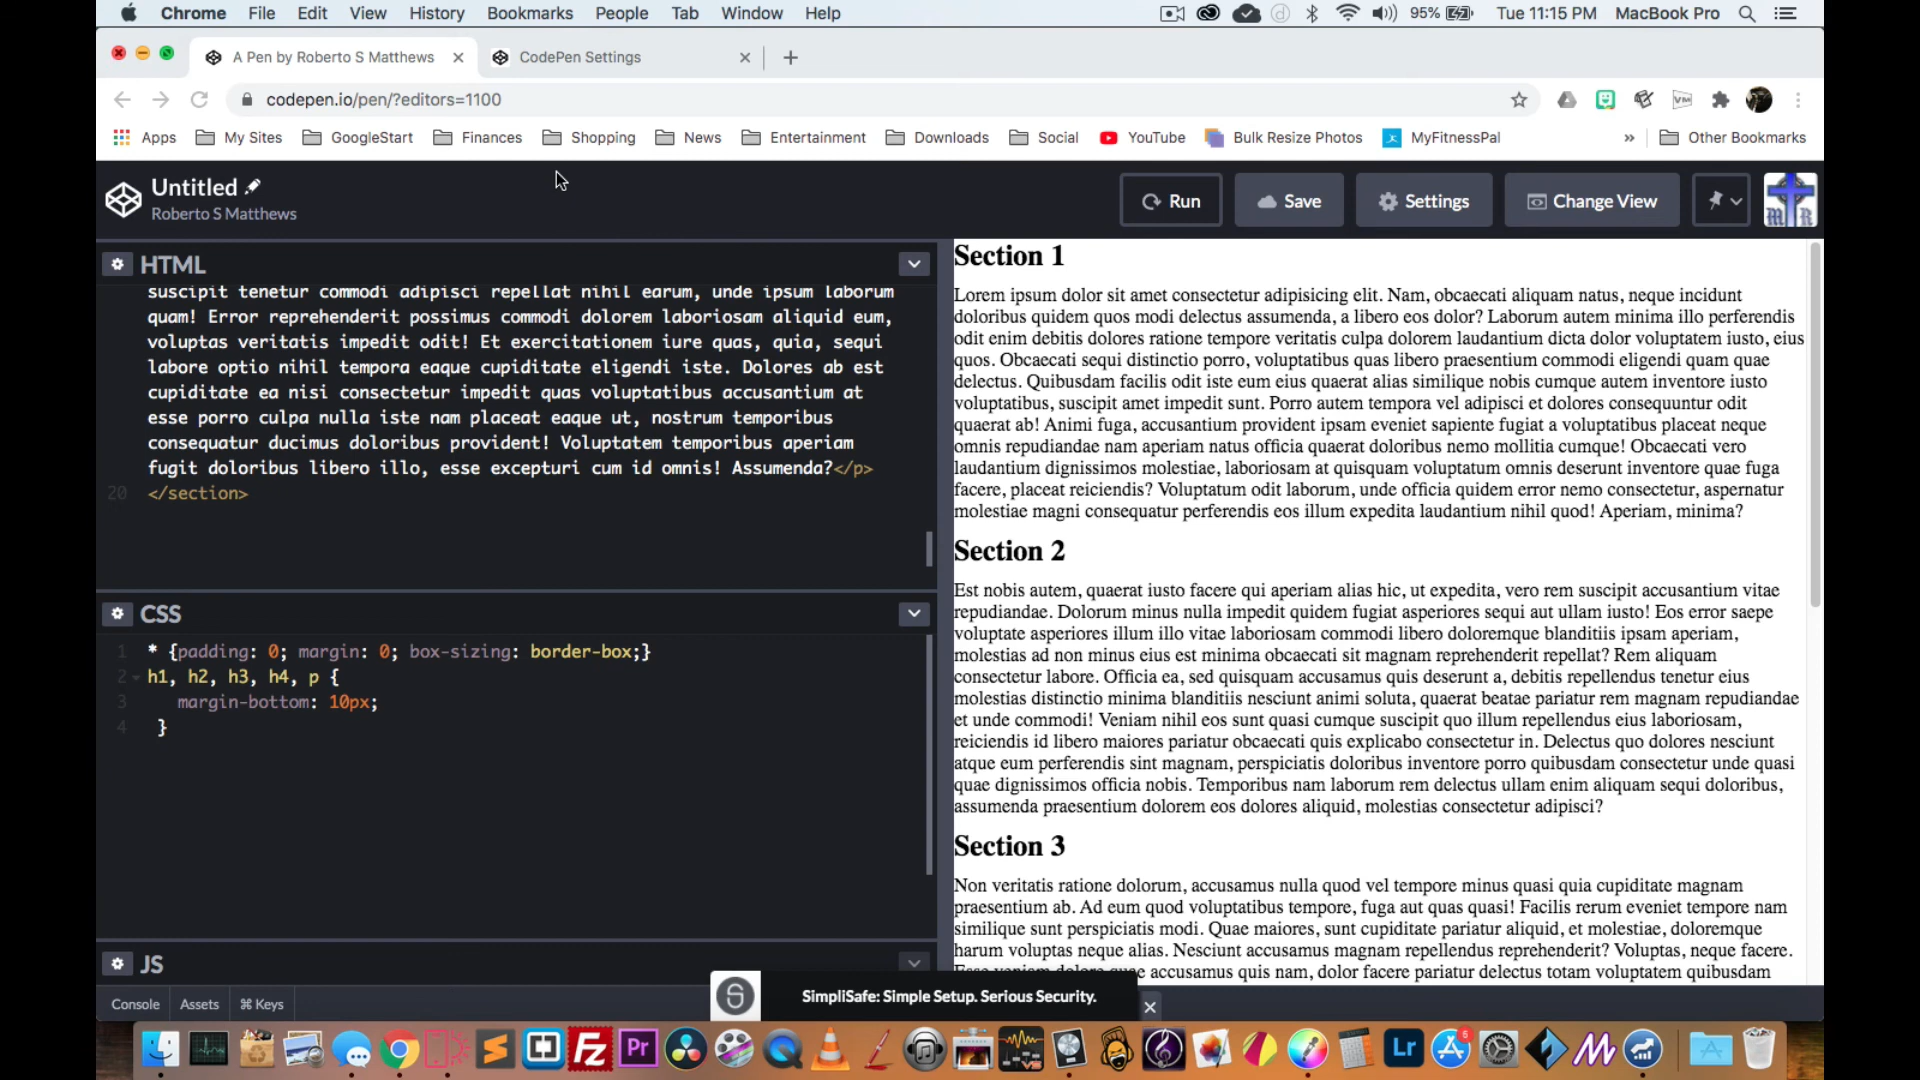 Chrome File Edit View History Bookmarks People Tab Window Help 95% Tue 11:15 PM MacBook Pro
A Pen by Roberto S Matthews CodePen Settings
codepen.io/pen/?editors=1100
Apps My Sites GoogleStart Finances Shopping News Entertainment Downloads Social YouTube Bulk Resize Photos MyFitnessPal » Other Bookmarks
Untitled
Roberto S Matthews
Run Save Settings Change View
HTML
suscipit tenetur commodi adipisci repellat nihil earum, unde ipsum laborum
quam! Error reprehenderit possimus commodi dolorem laboriosam aliquid eum,
voluptas veritatis impedit odit! Et exercitationem iure quas, quia, sequi
labore optio nihil tempora eaque cupiditate eligendi iste. Dolores ab est
cupiditate ea nisi consectetur impedit quas voluptatibus accusantium at
esse porro culpa nulla iste nam placeat eaque ut, nostrum temporibus
consequatur ducimus doloribus provident! Voluptatem temporibus aperiam
fugit doloribus libero illo, esse excepturi cum id omnis! Assumenda?</p>
20 </section>
CSS
1 * {padding: 0; margin: 0; box-sizing: border-box;}
2 h1, h2, h3, h4, p {
3 margin-bottom: 10px;
4 }
JS
Console Assets ⌘ Keys
Section 1
Lorem ipsum dolor sit amet consectetur adipisicing elit. Nam, obcaecati aliquam natus, neque incidunt
doloribus quidem quos modi delectus assumenda, a libero eos dolor? Laborum autem minima illo perferendis
odit enim debitis dolores ratione tempore veritatis culpa dolorem laudantium dicta dolor voluptatem iusto, eius
quos. Obcaecati sequi distinctio porro, voluptatibus quas libero praesentium commodi eligendi quam quae
delectus. Quibusdam facilis odit iste eum eius quaerat alias similique nobis cumque autem inventore iusto
voluptatibus, suscipit amet impedit sunt. Porro autem tempora vel adipisci et dolores consequuntur odit
quaerat ab! Animi fuga, accusantium provident ipsam eveniet sapiente fugiat a voluptatibus placeat neque
omnis repudiandae nam aperiam natus officia quaerat doloribus nemo mollitia cumque! Obcaecati vero
laudantium dignissimos molestiae, laboriosam at quisquam voluptatum omnis deserunt inventore quae fuga
facere, placeat reiciendis? Voluptatum odit laborum, unde officia quidem error nemo consectetur, aspernatur
molestiae magni consequatur perferendis eos illum expedita laudantium nihil quod! Aperiam, minima?
Section 2
Est nobis autem, quaerat iusto facere qui aperiam alias hic, ut expedita, vero rem suscipit accusantium vitae
repudiandae. Dolorum minus nulla impedit quidem fugiat asperiores sequi aut ullam iusto! Eos error saepe
voluptate asperiores illum illo vitae laboriosam commodi libero doloremque blanditiis ipsam aperiam,
molestias ad non minus eius est minima obcaecati sit magnam reprehenderit repellat? Rem aliquam
consectetur labore. Officia ea, sed quisquam accusamus quis deserunt a, debitis repellendus tenetur eius
molestias distinctio minima blanditiis nesciunt animi soluta, quaerat beatae pariatur rem magnam repudiandae
et unde commodi! Veniam nihil eos sunt quasi cumque suscipit quo illum repellendus eius laboriosam,
reiciendis id libero maiores pariatur obcaecati quis explicabo consectetur in. Delectus quo dolores nesciunt
atque eum perferendis sint magnam, perspiciatis doloribus inventore porro quibusdam consectetur unde quasi
quae dignissimos officia nobis. Temporibus nam laborum rem delectus ullam enim aliquam sequi doloribus,
assumenda praesentium dolorem eos dolores aliquid, molestias consectetur adipisci?
Section 3
Non veritatis ratione dolorum, accusamus nulla quod vel tempore minus quasi quia cupiditate magnam
praesentium ab. Ad eum quod voluptatibus tempore, fuga aut quas quasi! Facilis rerum eveniet tempore nam
similique sunt perspiciatis modi. Quae maiores, sunt cupiditate pariatur aliquid, et molestiae, doloremque
harum voluptas neque alias. Nesciunt accusamus magnam repellendus reprehenderit? Voluptas, neque facere.
accusamus quis nam, dolor facere pariatur delectus totam voluptatem quibusdam
SimpliSafe: Simple Setup. Serious Security.
Fz Pr Lr